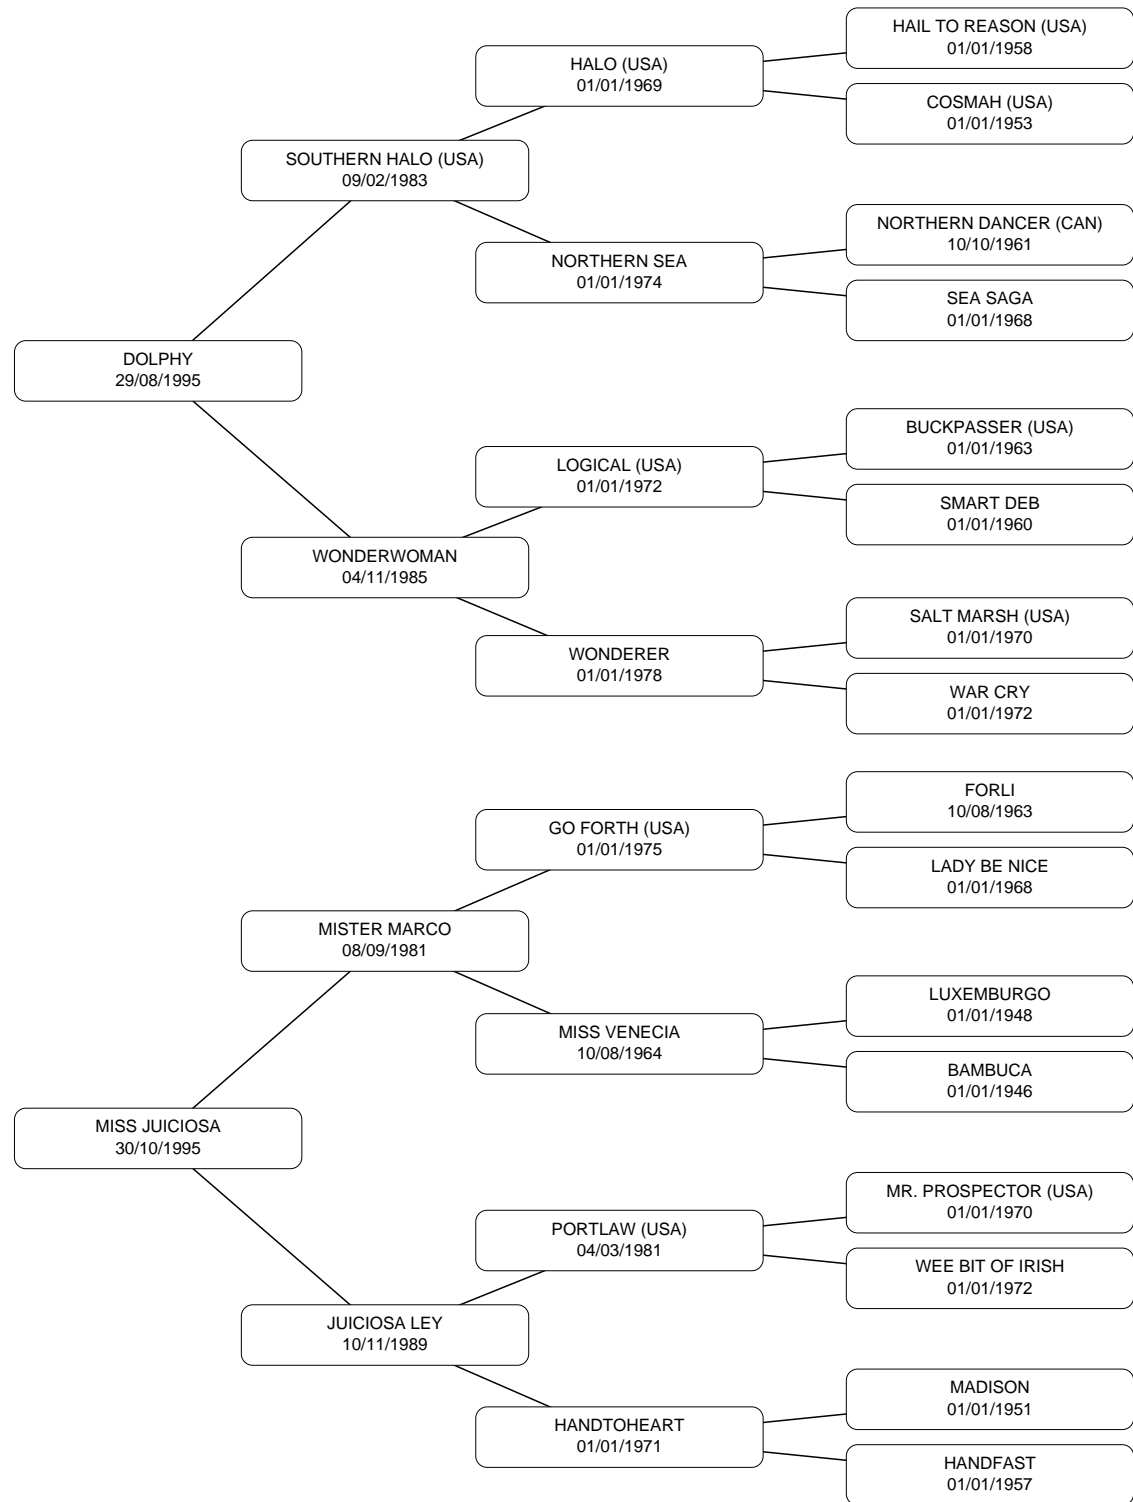 HAIL TO REASON (USA)
01/01/1958
HALO (USA)
01/01/1969
COSMAH (USA)
01/01/1953
SOUTHERN HALO (USA)
09/02/1983
NORTHERN DANCER (CAN)
10/10/1961
NORTHERN SEA
01/01/1974
SEA SAGA
01/01/1968
DOLPHY
29/08/1995
BUCKPASSER (USA)
01/01/1963
LOGICAL (USA)
01/01/1972
SMART DEB
01/01/1960
WONDERWOMAN
04/11/1985
SALT MARSH (USA)
01/01/1970
WONDERER
01/01/1978
WAR CRY
01/01/1972
FORLI
10/08/1963
GO FORTH (USA)
01/01/1975
LADY BE NICE
01/01/1968
MISTER MARCO
08/09/1981
LUXEMBURGO
01/01/1948
MISS VENECIA
10/08/1964
BAMBUCA
01/01/1946
MISS JUICIOSA
30/10/1995
MR. PROSPECTOR (USA)
01/01/1970
PORTLAW (USA)
04/03/1981
WEE BIT OF IRISH
01/01/1972
JUICIOSA LEY
10/11/1989
MADISON
01/01/1951
HANDTOHEART
01/01/1971
HANDFAST
01/01/1957